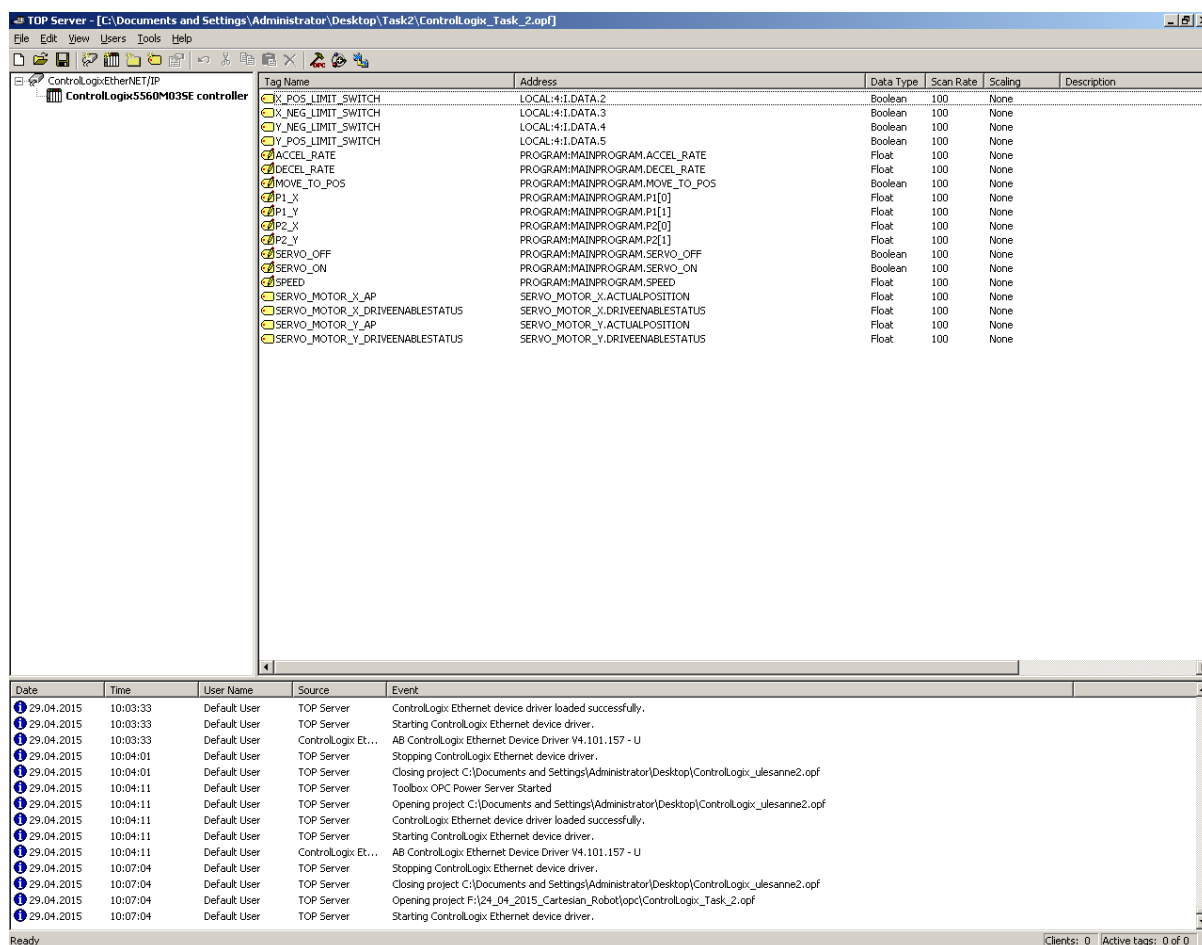 TOP Server - [C:\Documents and Settings\Administrator\Desktop\Task2\ControlLogix_Task_2.opf]
File Edit View Users Tools Help
ControlLogixEtherNET/IP
ControlLogix5560M03SE controller
Tag Name Address Data Type Scan Rate Scaling Description
X_POS_LIMIT_SWITCH LOCAL:4:I.DATA.2 Boolean 100 None
X_NEG_LIMIT_SWITCH LOCAL:4:I.DATA.3 Boolean 100 None
Y_NEG_LIMIT_SWITCH LOCAL:4:I.DATA.4 Boolean 100 None
Y_POS_LIMIT_SWITCH LOCAL:4:I.DATA.5 Boolean 100 None
ACCEL_RATE PROGRAM:MAINPROGRAM.ACCEL_RATE Float 100 None
DECEL_RATE PROGRAM:MAINPROGRAM.DECEL_RATE Float 100 None
MOVE_TO_POS PROGRAM:MAINPROGRAM.MOVE_TO_POS Boolean 100 None
P1_X PROGRAM:MAINPROGRAM.P1[0] Float 100 None
P1_Y PROGRAM:MAINPROGRAM.P1[1] Float 100 None
P2_X PROGRAM:MAINPROGRAM.P2[0] Float 100 None
P2_Y PROGRAM:MAINPROGRAM.P2[1] Float 100 None
SERVO_OFF PROGRAM:MAINPROGRAM.SERVO_OFF Boolean 100 None
SERVO_ON PROGRAM:MAINPROGRAM.SERVO_ON Boolean 100 None
SPEED PROGRAM:MAINPROGRAM.SPEED Float 100 None
SERVO_MOTOR_X_AP SERVO_MOTOR_X.ACTUALPOSITION Float 100 None
SERVO_MOTOR_X_DRIVEENABLESTATUS SERVO_MOTOR_X.DRIVEENABLESTATUS Float 100 None
SERVO_MOTOR_Y_AP SERVO_MOTOR_Y.ACTUALPOSITION Float 100 None
SERVO_MOTOR_Y_DRIVEENABLESTATUS SERVO_MOTOR_Y.DRIVEENABLESTATUS Float 100 None
Date Time User Name Source Event
29.04.2015 10:03:33 Default User TOP Server ControlLogix Ethernet device driver loaded successfully.
29.04.2015 10:03:33 Default User TOP Server Starting ControlLogix Ethernet device driver.
29.04.2015 10:03:33 Default User ControlLogix Et... AB ControlLogix Ethernet Device Driver V4.101.157 - U
29.04.2015 10:04:01 Default User TOP Server Stopping ControlLogix Ethernet device driver.
29.04.2015 10:04:01 Default User TOP Server Closing project C:\Documents and Settings\Administrator\Desktop\ControlLogix_ulesanne2.opf
29.04.2015 10:04:11 Default User TOP Server Toolbox OPC Power Server Started
29.04.2015 10:04:11 Default User TOP Server Opening project C:\Documents and Settings\Administrator\Desktop\ControlLogix_ulesanne2.opf
29.04.2015 10:04:11 Default User TOP Server ControlLogix Ethernet device driver loaded successfully.
29.04.2015 10:04:11 Default User TOP Server Starting ControlLogix Ethernet device driver.
29.04.2015 10:04:11 Default User ControlLogix Et... AB ControlLogix Ethernet Device Driver V4.101.157 - U
29.04.2015 10:07:04 Default User TOP Server Stopping ControlLogix Ethernet device driver.
29.04.2015 10:07:04 Default User TOP Server Closing project C:\Documents and Settings\Administrator\Desktop\ControlLogix_ulesanne2.opf
29.04.2015 10:07:04 Default User TOP Server Opening project F:\24_04_2015_Cartesian_Robot\opc\ControlLogix_Task_2.opf
29.04.2015 10:07:04 Default User TOP Server Starting ControlLogix Ethernet device driver.
Ready Clients: 0 Active tags: 0 of 0